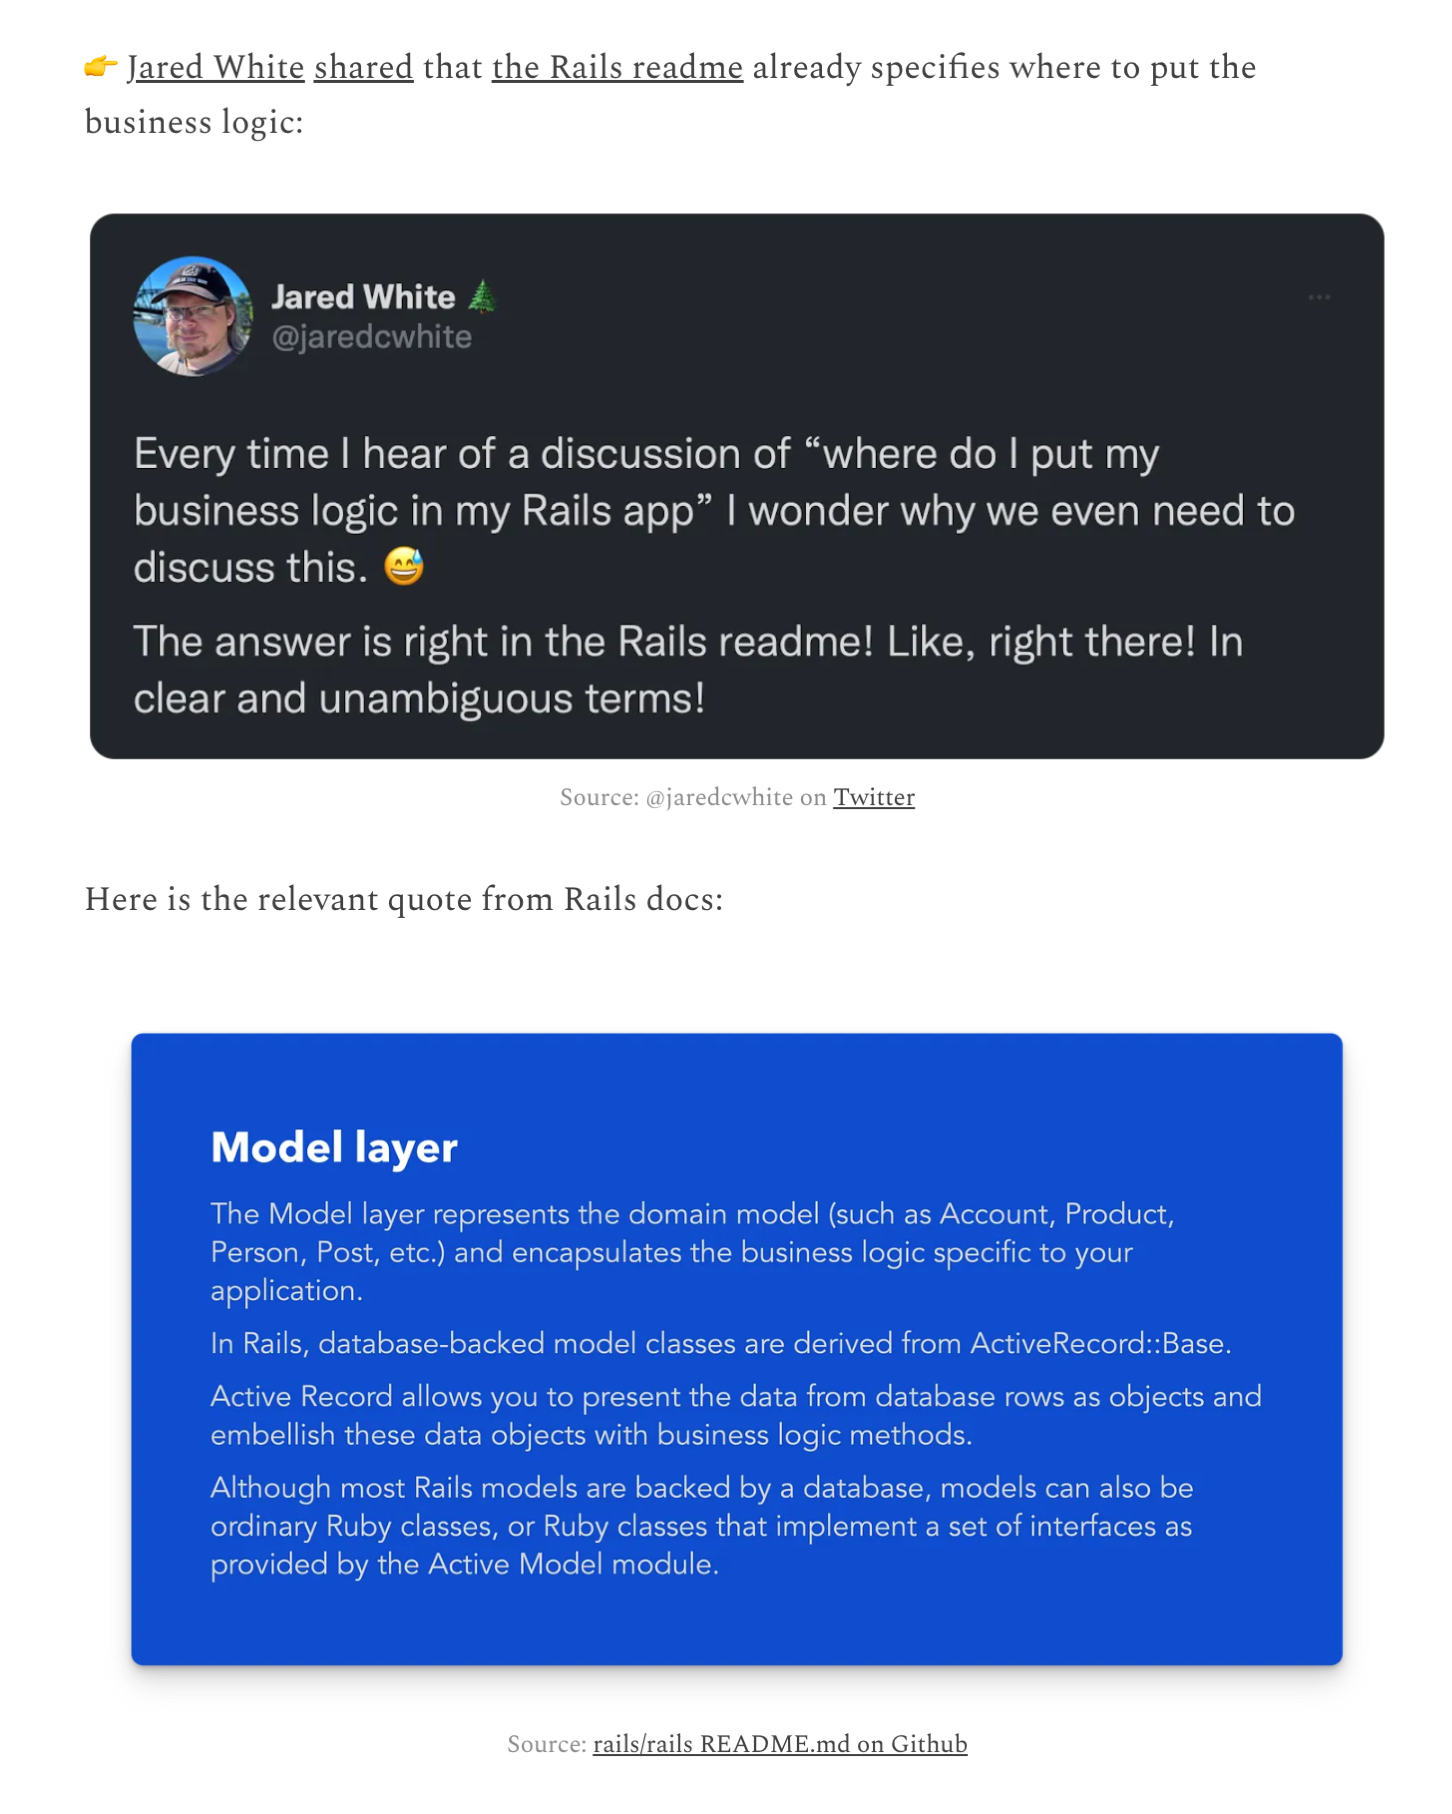 👉 Jared White shared that the Rails readme already specifies where to put the
business logic:
Jared White 🌲
@jaredcwhite
Every time I hear of a discussion of “where do I put my
business logic in my Rails app” I wonder why we even need to
discuss this. 😅
The answer is right in the Rails readme! Like, right there! In
clear and unambiguous terms!
Source: @jaredcwhite on Twitter
Here is the relevant quote from Rails docs:
Model layer
The Model layer represents the domain model (such as Account, Product,
Person, Post, etc.) and encapsulates the business logic specific to your
application.
In Rails, database-backed model classes are derived from ActiveRecord::Base.
Active Record allows you to present the data from database rows as objects and
embellish these data objects with business logic methods.
Although most Rails models are backed by a database, models can also be
ordinary Ruby classes, or Ruby classes that implement a set of interfaces as
provided by the Active Model module.
Source: rails/rails README.md on Github